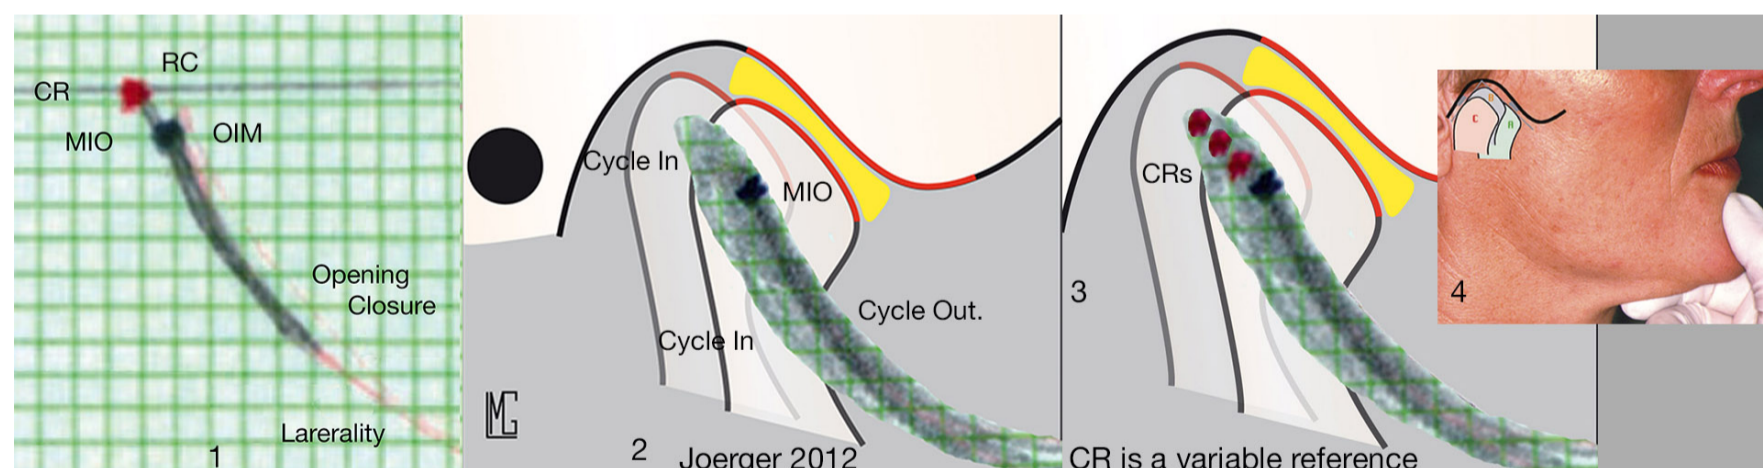 RC
CR
MIO
OIM
Opening
Closure
Larerality
1
Cycle In
MIO
Cycle Out.
Cycle In
LMG
2
Joerger 2012
CRs
3
CR is a variable reference
4
C
B
A